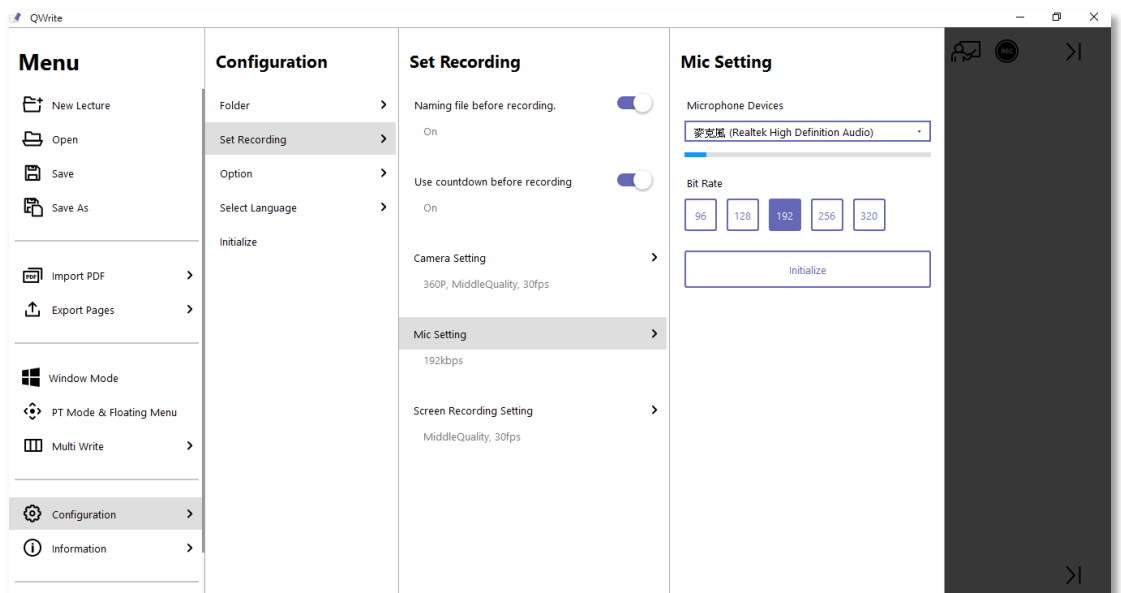 QWrite
Menu
New Lecture
Open
Save
Save As
PDF Import PDF
Export Pages
Window Mode
PT Mode & Floating Menu
Multi Write
Configuration
Information
Configuration
Folder
Set Recording
Option
Select Language
Initialize
Set Recording
Naming file before recording.
On
Use countdown before recording
On
Camera Setting
360P, MiddleQuality, 30fps
Mic Setting
192kbps
Screen Recording Setting
MiddleQuality, 30fps
Mic Setting
Microphone Devices
麥克風 (Realtek High Definition Audio)
Bit Rate
96 128 192 256 320
Initialize
REC